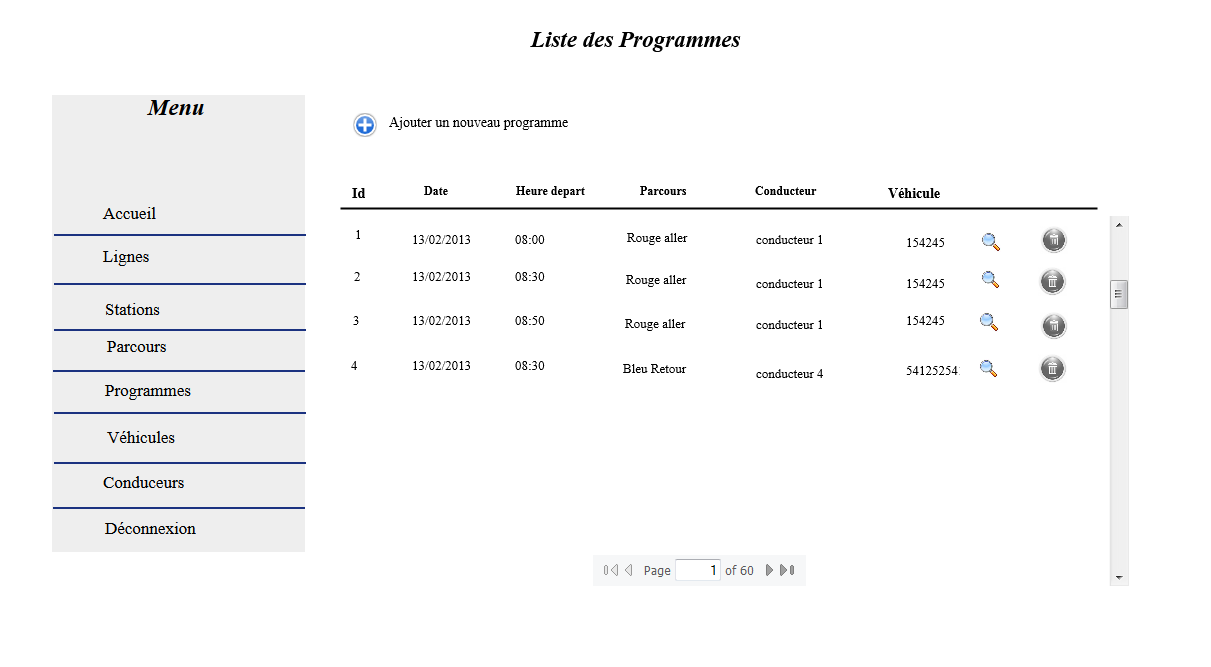 Liste des Programmes
Menu
Accueil
Lignes
Stations
Parcours
Programmes
Véhicules
Conduceurs
Déconnexion
Ajouter un nouveau programme
Id Date Heure depart Parcours Conducteur Véhicule
1 13/02/2013 08:00 Rouge aller conducteur 1 154245
2 13/02/2013 08:30 Rouge aller conducteur 1 154245
3 13/02/2013 08:50 Rouge aller conducteur 1 154245
4 13/02/2013 08:30 Bleu Retour conducteur 4 54125254
Page 1 of 60